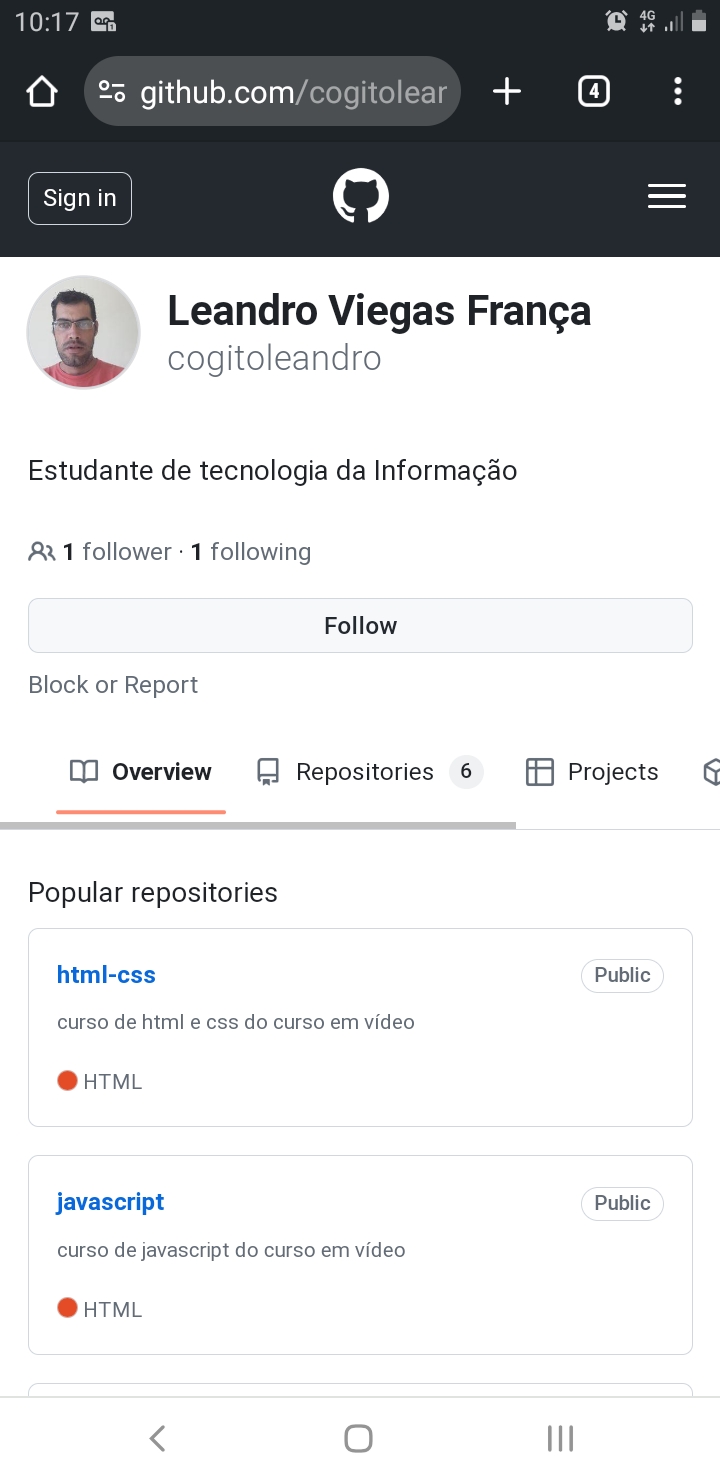 10:17
4G
github.com/cogitolear
4
Sign in
Leandro Viegas França
cogitoleandro
Estudante de tecnologia da Informação
1 follower · 1 following
Follow
Block or Report
Overview Repositories 6 Projects
Popular repositories
html-css Public
curso de html e css do curso em vídeo
HTML
javascript Public
curso de javascript do curso em vídeo
HTML